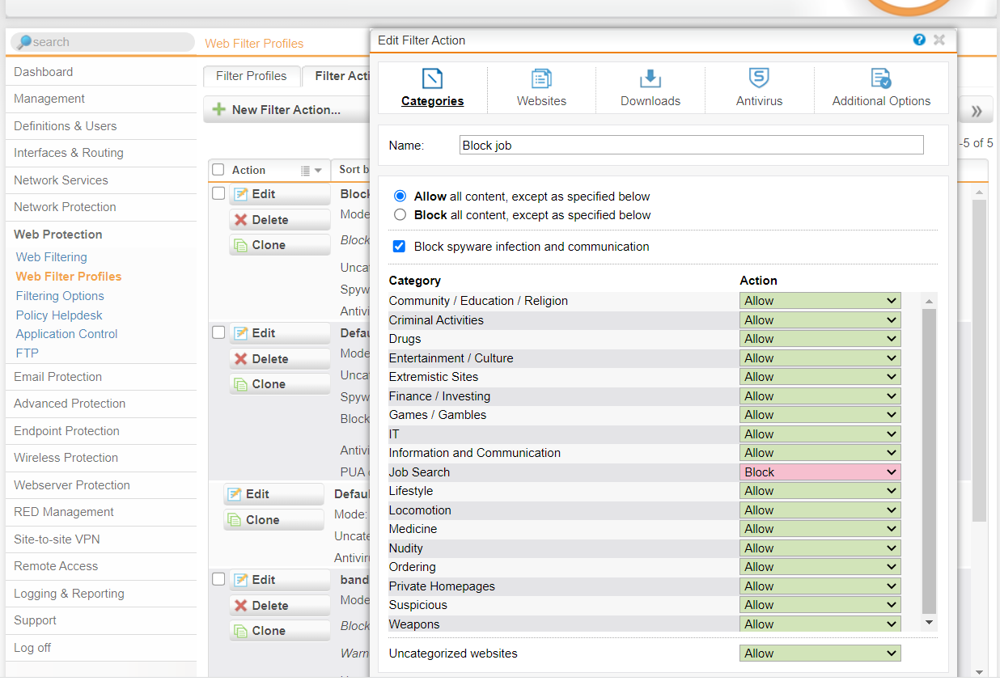 search
Web Filter Profiles
Dashboard
Management
Definitions & Users
Interfaces & Routing
Network Services
Network Protection
Web Protection
Web Filtering
Web Filter Profiles
Filtering Options
Policy Helpdesk
Application Control
FTP
Email Protection
Advanced Protection
Endpoint Protection
Wireless Protection
Webserver Protection
RED Management
Site-to-site VPN
Remote Access
Logging & Reporting
Support
Log off
Filter Profiles
Filter Acti
New Filter Action...
-5 of 5
Action
Sort b
Edit
Block
Delete
Mode
Clone
Block
Uncat
Spyw
Antivi
Edit
Defau
Delete
Mode
Clone
Uncat
Spyw
Block
Antivi
PUA
Edit
Defaul
Clone
Mode:
Uncate
Antiviru
Edit
band
Delete
Mode
Clone
Block
Warn
Edit Filter Action
Categories
Websites
Downloads
Antivirus
Additional Options
Name:
Block job
Allow all content, except as specified below
Block all content, except as specified below
Block spyware infection and communication
Category Action
Community / Education / Religion Allow
Criminal Activities Allow
Drugs Allow
Entertainment / Culture Allow
Extremistic Sites Allow
Finance / Investing Allow
Games / Gambles Allow
IT Allow
Information and Communication Allow
Job Search Block
Lifestyle Allow
Locomotion Allow
Medicine Allow
Nudity Allow
Ordering Allow
Private Homepages Allow
Suspicious Allow
Weapons Allow
Uncategorized websites Allow